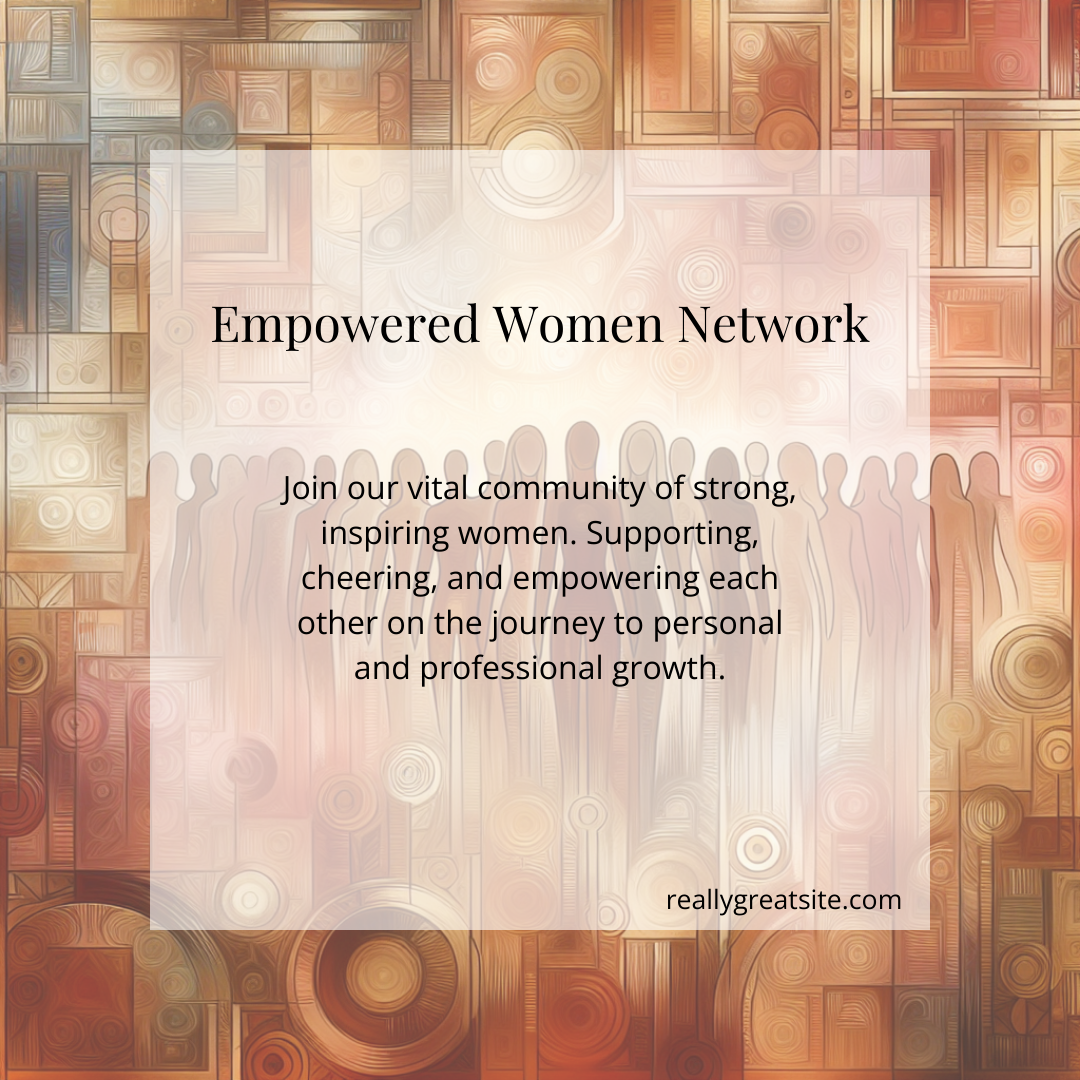 Empowered Women Network
Join our vital community of strong,
inspiring women. Supporting,
cheering, and empowering each
other on the journey to personal
and professional growth.
reallygreatsite.com